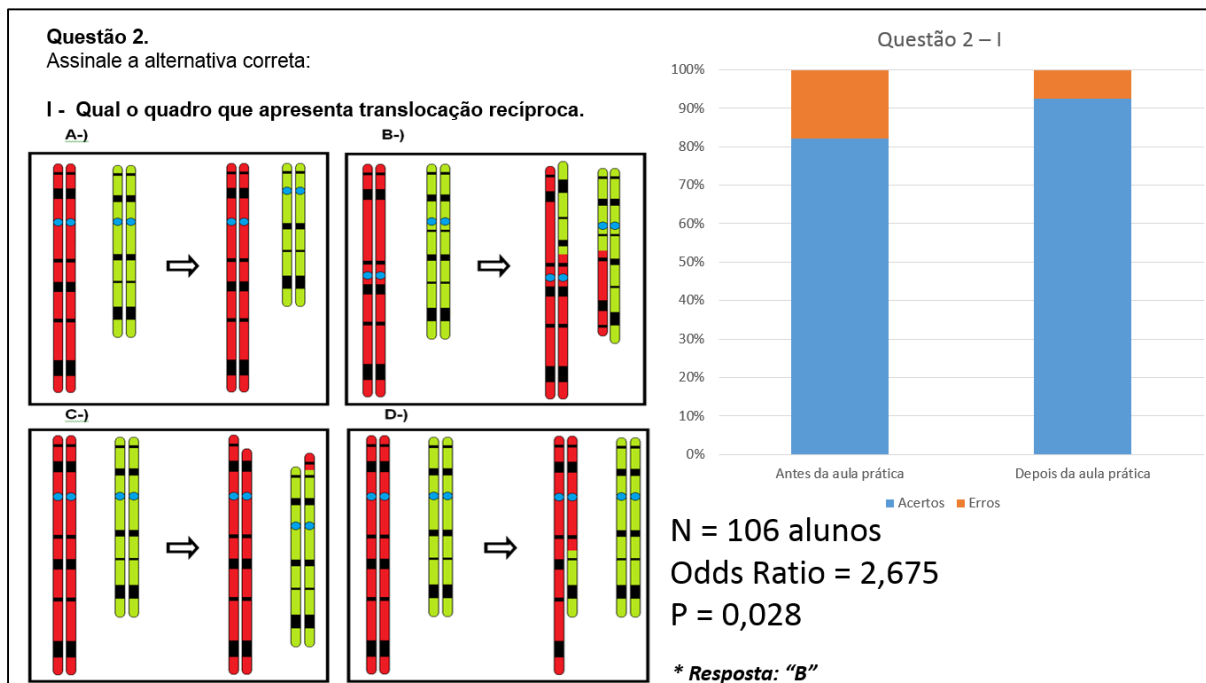 Questão 2.
Assinale a alternativa correta:
I - Qual o quadro que apresenta translocação recíproca.
A-)
B-)
C-)
D-)
Questão 2 – I
100%
90%
80%
70%
60%
50%
40%
30%
20%
10%
0%
Antes da aula prática
Depois da aula prática
Acertos
Erros
N = 106 alunos
Odds Ratio = 2,675
P = 0,028
* Resposta: “B”